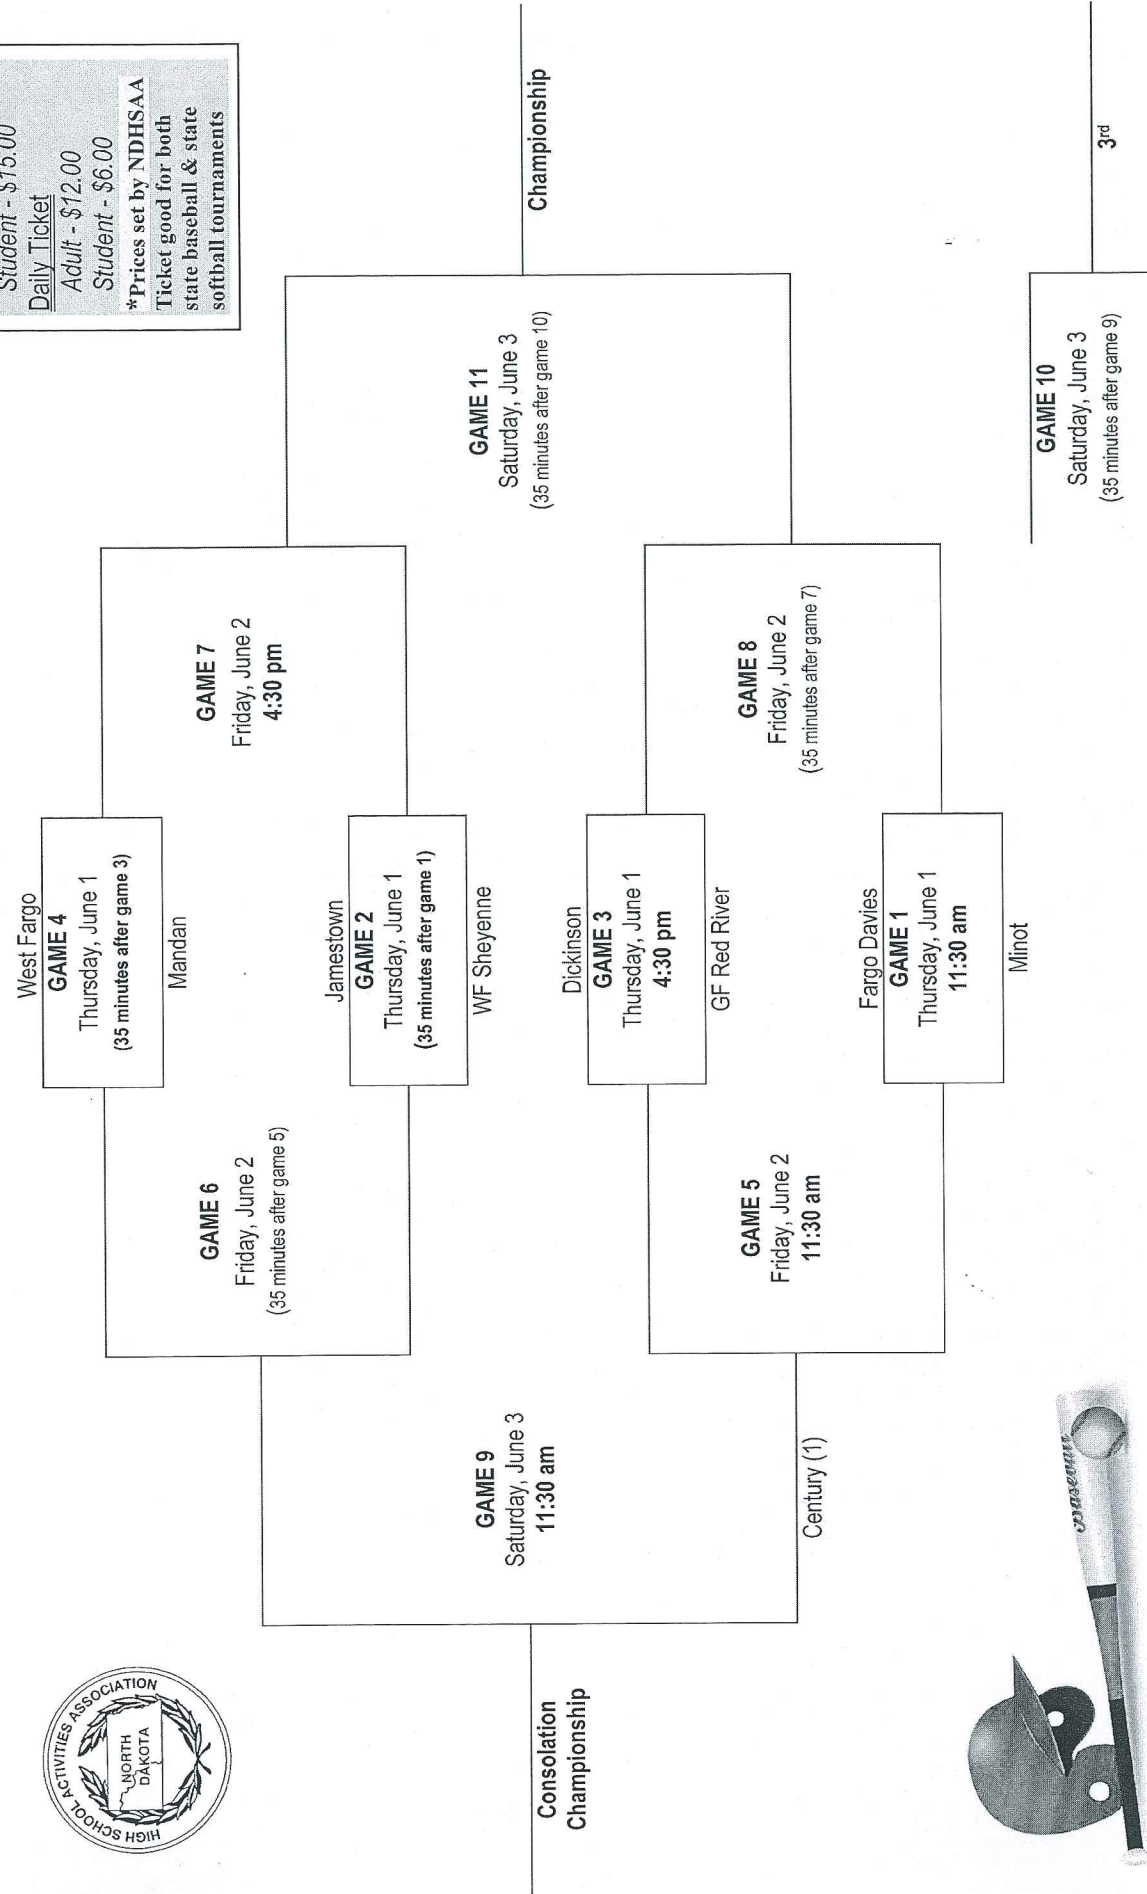 HIGH SCHOOL ACTIVITIES ASSOCIATION
NORTH
DAKOTA
Student - $15.00
Daily Ticket
Adult - $12.00
Student - $6.00
*Prices set by NDHSAA
Ticket good for both
state baseball & state
softball tournaments
West Fargo
GAME 4
Thursday, June 1
(35 minutes after game 3)
Mandan
GAME 6
Friday, June 2
(35 minutes after game 5)
GAME 7
Friday, June 2
4:30 pm
Jamestown
GAME 2
Thursday, June 1
(35 minutes after game 1)
WF Sheyenne
GAME 9
Saturday, June 3
11:30 am
GAME 11
Saturday, June 3
(35 minutes after game 10)
Consolation
Championship
Championship
Dickinson
GAME 3
Thursday, June 1
4:30 pm
GF Red River
GAME 5
Friday, June 2
11:30 am
GAME 8
Friday, June 2
(35 minutes after game 7)
Century (1)
Fargo Davies
GAME 1
Thursday, June 1
11:30 am
Minot
GAME 10
Saturday, June 3
(35 minutes after game 9)
3rd
Baseball